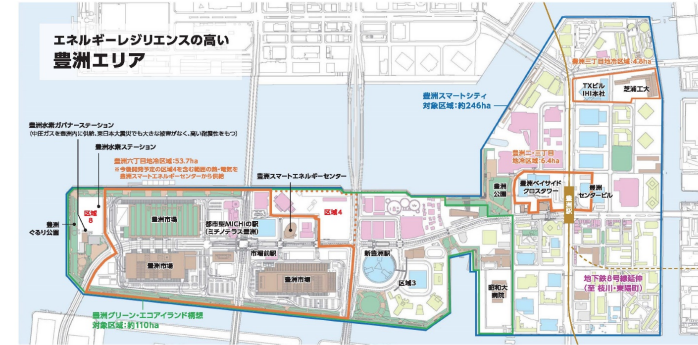 エネルギーレジリエンスの高い
豊洲エリア
豊洲スマートシティ
対象区域:約246ha
豊洲三丁目地冷区域:4.6ha
TXビル
IHI本社
芝浦工大
豊洲水素ガバナーステーション
(中圧ガスを豊洲内に供給、東日本大震災でも大きな被害がなく、高い耐震性をもつ)
豊洲水素ステーション
豊洲六丁目地冷区域:53.7ha
※今後開発予定の区域4を含む範囲の熱・電気を
豊洲スマートエネルギーセンターから供給
豊洲スマートエネルギーセンター
豊洲二・三丁目
地冷区域:6.4ha
豊洲
公園
豊洲ベイサイド
クロスタワー
豊洲
センタービル
区域
8
区域4
豊洲
ぐるり公園
豊洲市場
都市型MICHIの駅
(ミチノテラス豊洲)
市場前駅
新豊洲駅
豊洲市場
豊洲市場
区域3
昭和大
病院
地下鉄8号線延伸
(至 枝川・東陽町)
豊洲グリーン・エコアイランド構想
対象区域:約110ha